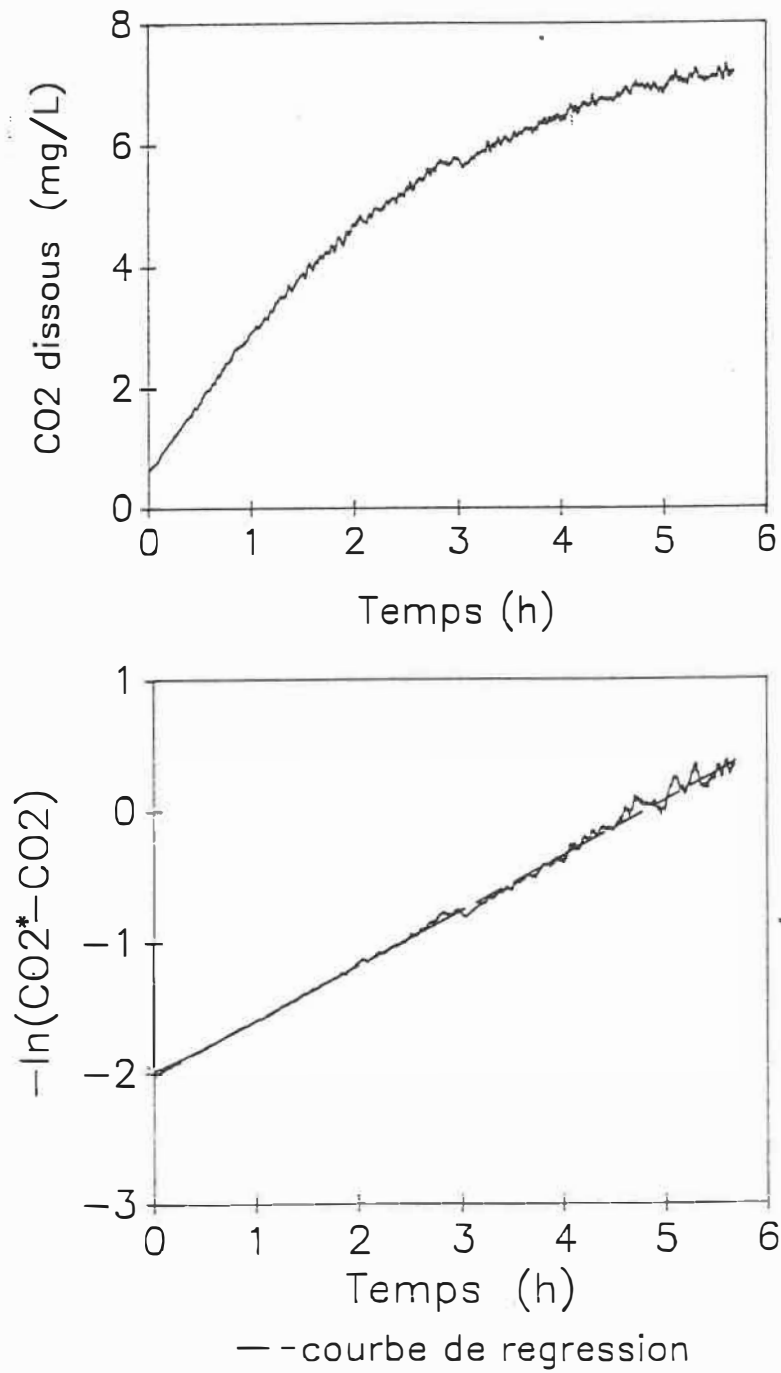 8
6
4
2
0
CO2 dissous (mg/L)
0 1 2 3 4 5 6
Temps (h)
1
0
−1
−2
−3
−ln(CO2*−CO2)
0 1 2 3 4 5 6
Temps (h)
— -courbe de regression